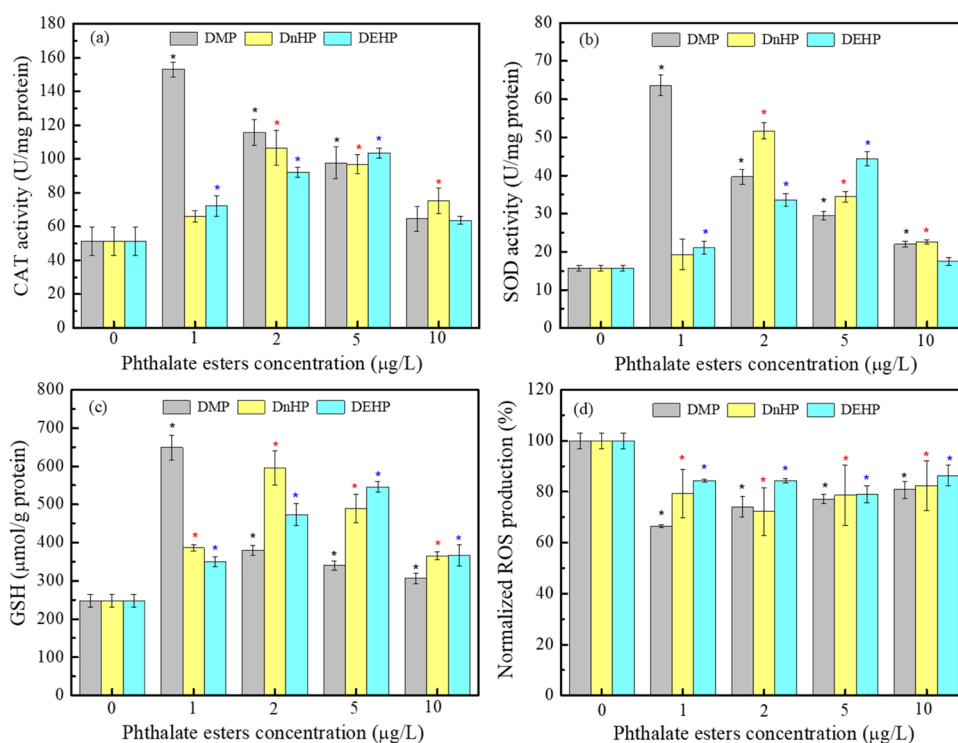 (a) DMP DnHP DEHP
CAT activity (U/mg protein)
180
160
140
120
100
80
60
40
20
0
* * * * * * * * *
0 1 2 5 10
Phthalate esters concentration (μg/L)
(b) DMP DnHP DEHP
SOD activity (U/mg protein)
80
70
60
50
40
30
20
10
0
* * * * * * * * * *
0 1 2 5 10
Phthalate esters concentration (μg/L)
(c) DMP DnHP DEHP
GSH (μmol/g protein)
800
700
600
500
400
300
200
100
0
* * * * * * * * * * * *
0 1 2 5 10
Phthalate esters concentration (μg/L)
(d) DMP DnHP DEHP
Normalized ROS production (%)
120
100
80
60
40
20
0
* * * * * * * * * * * *
0 1 2 5 10
Phthalate esters concentration (μg/L)